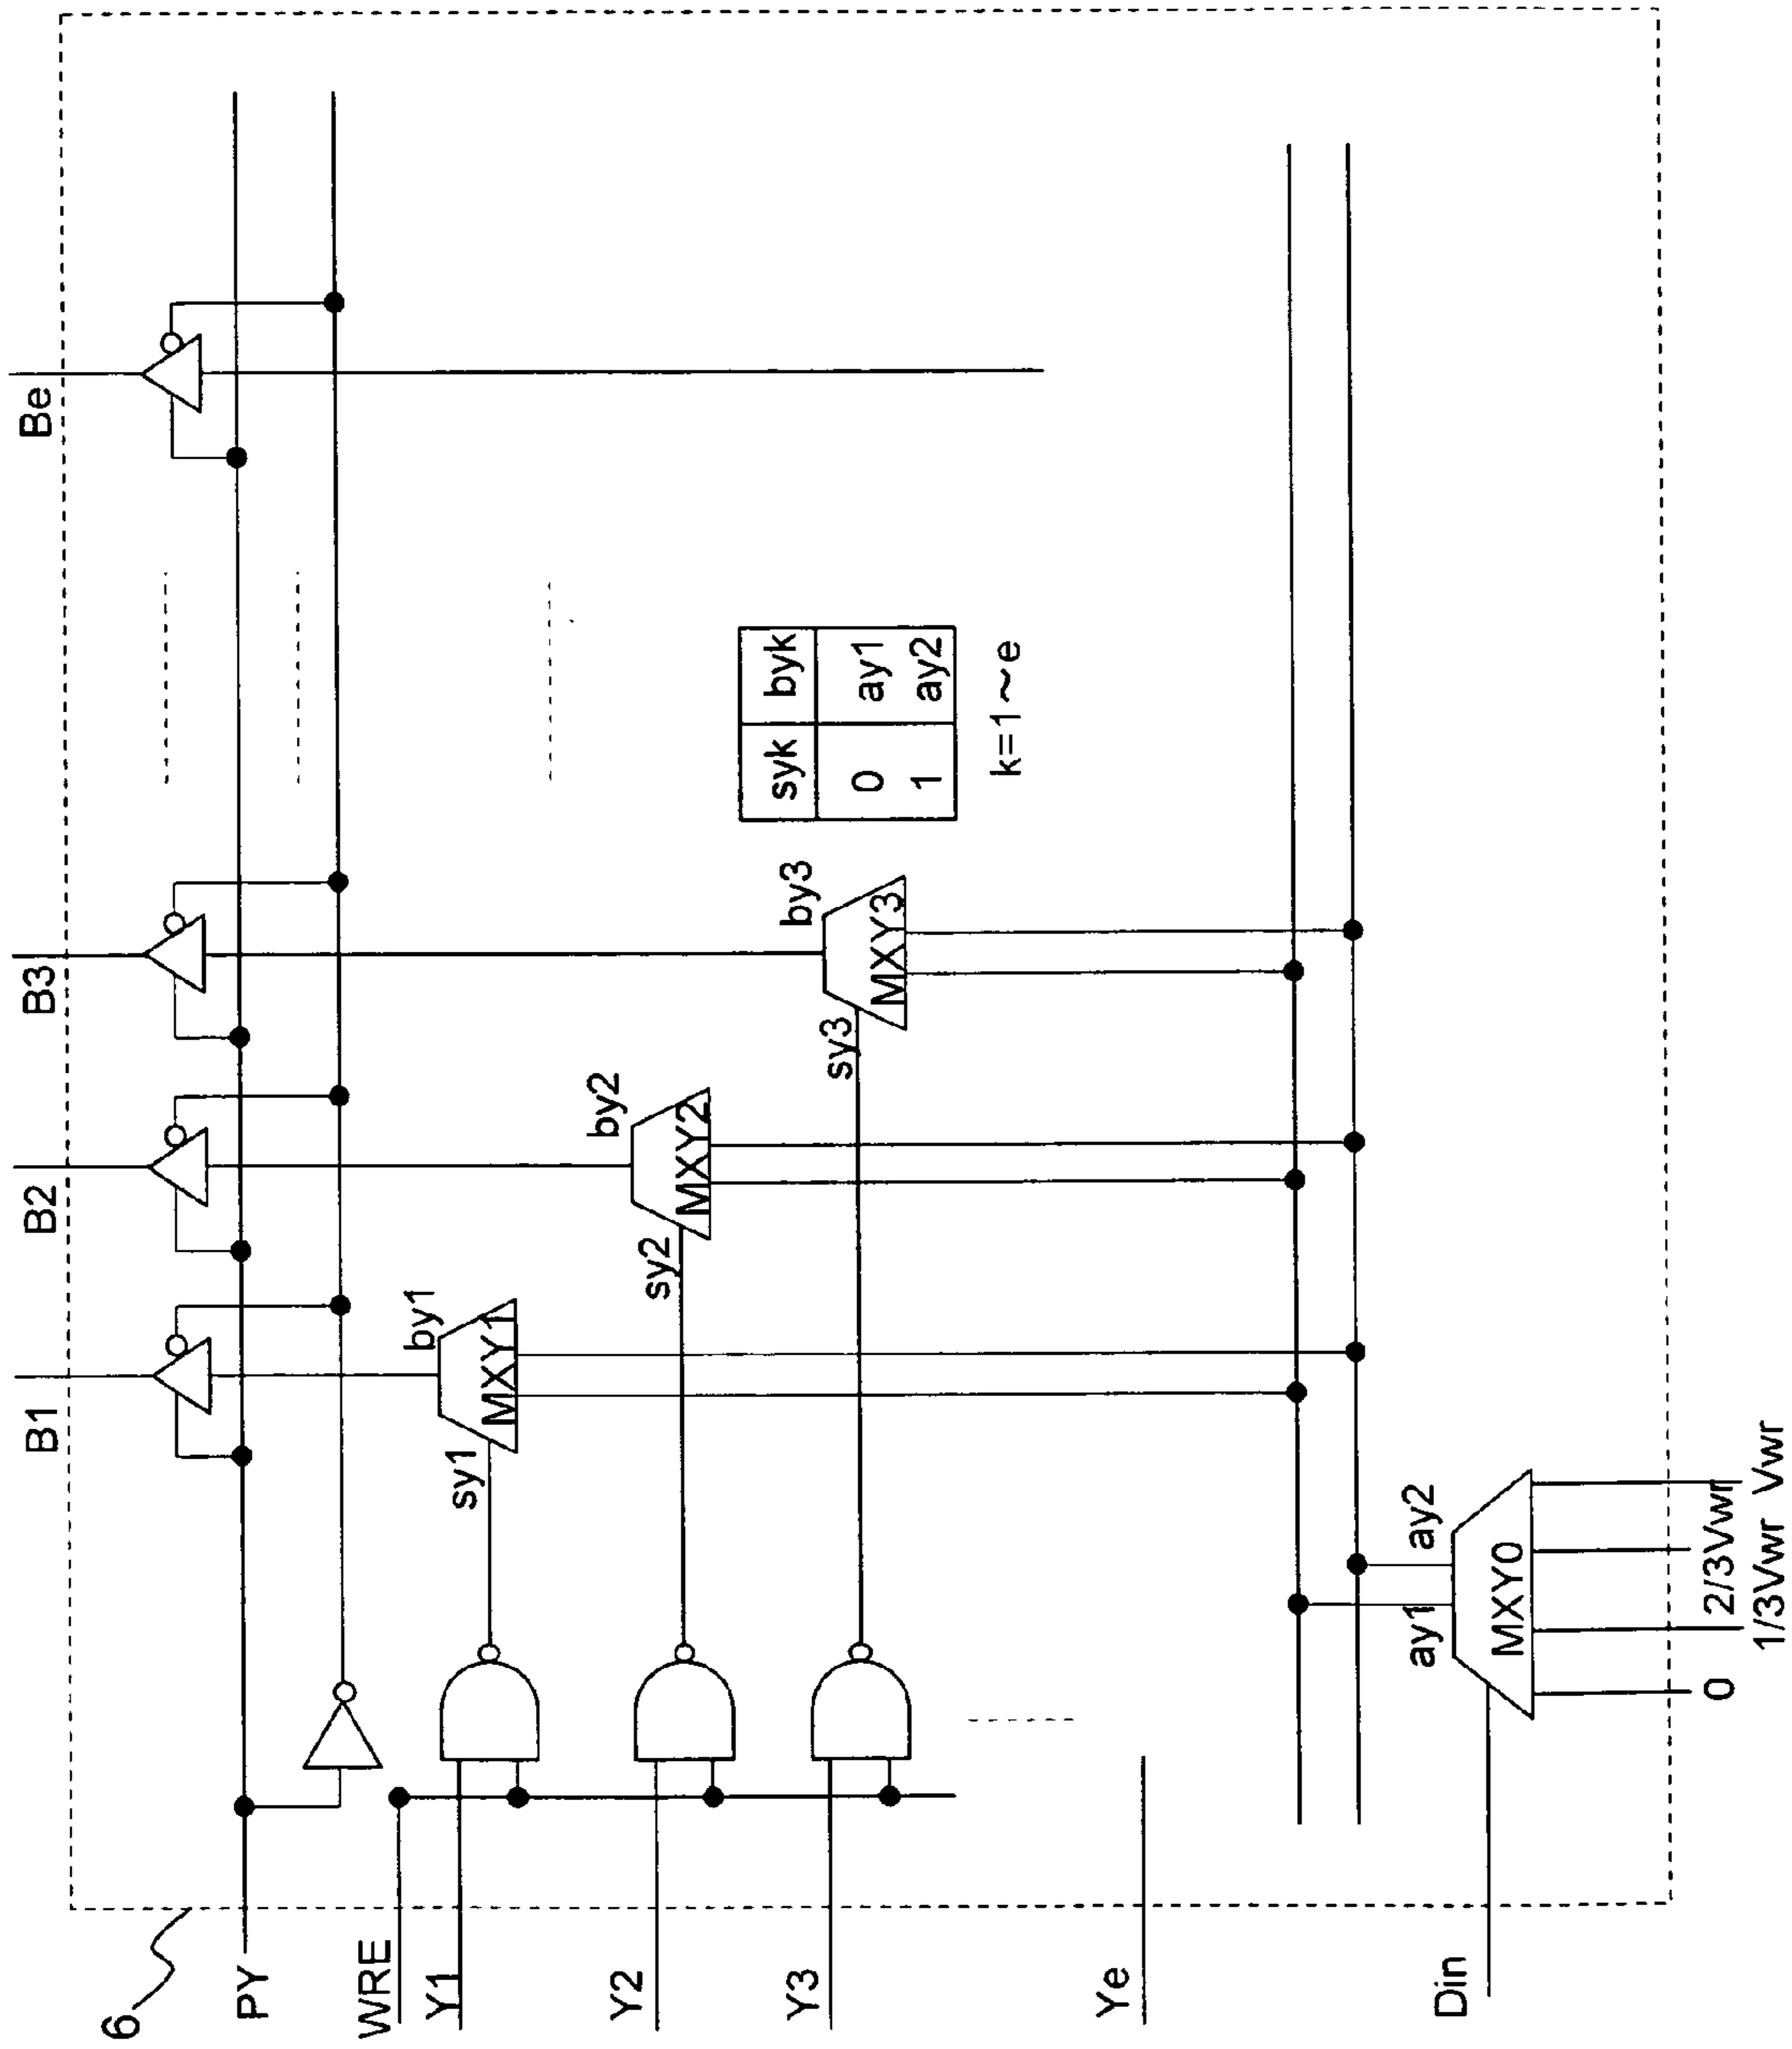 6
PY
WRE
Y1
Y2
Y3
Ye
Din
B1
B2
B3
Be
sy1
by1
MXY1
sy2
by2
MXY2
sy3
by3
MXY3
syk byk
0 ay1
1 ay2
k=1~e
ay1 ay2
MXY0
0 2/3Vwr
1/3Vwr Vwr